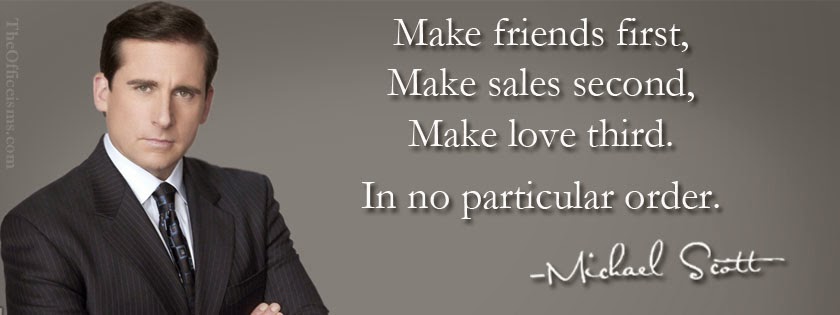 TheOfficeisms.com
Make friends first,
Make sales second,
Make love third.
In no particular order.
-Michael Scott